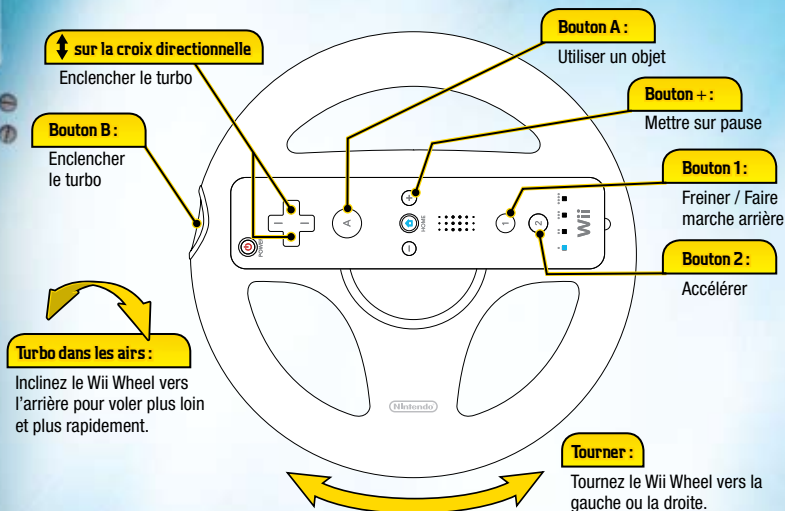 sur la croix directionnelle
Enclencher le turbo
Bouton A :
Utiliser un objet
Bouton + :
Mettre sur pause
Bouton B :
Enclencher
le turbo
Bouton 1 :
Freiner / Faire
marche arrière
Bouton 2 :
Accélérer
POWER
A
+
HOME
−
1
2
Wii
Turbo dans les airs :
Inclinez le Wii Wheel vers
l'arrière pour voler plus loin
et plus rapidement.
Nintendo
Tourner :
Tournez le Wii Wheel vers la
gauche ou la droite.